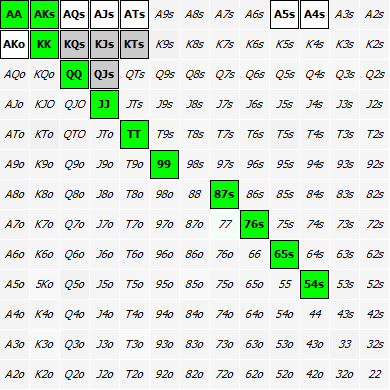 AA AKs AQs AJs ATs A9s A8s A7s A6s A5s A4s A3s A2s
AKo KK KQs KJs KTs K9s K8s K7s K6s K5s K4s K3s K2s
AQo KQo QQ QJs QTs Q9s Q8s Q7s Q6s Q5s Q4s Q3s Q2s
AJo KJO QJO JJ JTs J9s J8s J7s J6s J5s J4s J3s J2s
ATo KTo QTO JTo TT T9s T8s T7s T6s T5s T4s T3s T2s
A9o K9o Q9o J9o T9o 99 98s 97s 96s 95s 94s 93s 92s
A8o K8o Q8o J8o T8o 98o 88 87s 86s 85s 84s 83s 82s
A7o K7o Q7o J7o T7o 97o 87o 77 76s 75s 74s 73s 72s
A6o K6o Q6o J6o T6o 96o 86o 76o 66 65s 64s 63s 62s
A5o 5Ko Q5o J5o T5o 95o 85o 75o 65o 55 54s 53s 52s
A4o K4o Q4o J4o T4o 94o 84o 74o 64o 54o 44 43s 42s
A3o K3o Q3o J3o T3o 93o 83o 73o 63o 53o 43o 33 32s
A2o K2o Q2o J2o T2o 92o 82o 72o 62o 52o 42o 32o 22